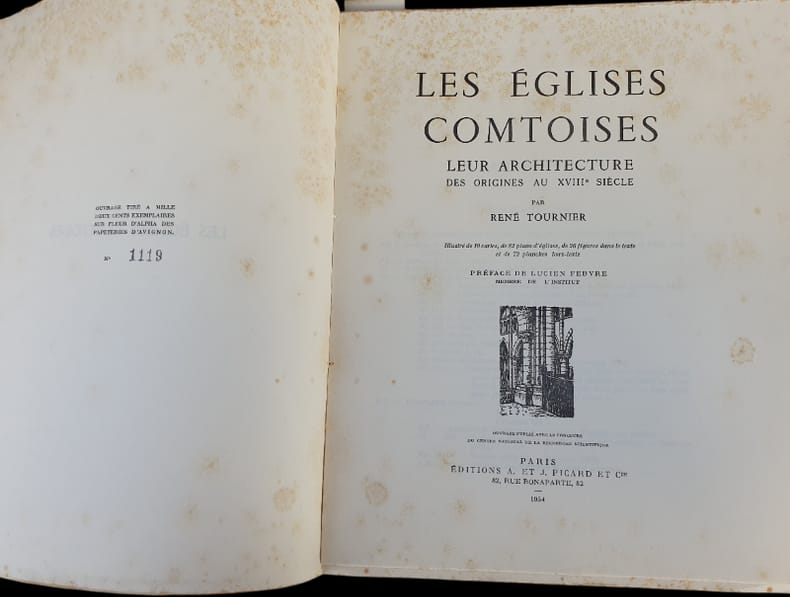 OUVRAGE TIRÉ A MILLE
DEUX CENTS EXEMPLAIRES
SUR FLEUR D'ALPHA DES
PAPETERIES D'AVIGNON.
N° 1119
LES ÉGLISES
COMTOISES
LEUR ARCHITECTURE
DES ORIGINES AU XVIIIe SIÈCLE
PAR
RENÉ TOURNIER
Illustré de 10 cartes, de 82 plans d'églises, de 26 figures dans le texte
et de 72 planches hors-texte
PRÉFACE DE LUCIEN FEBVRE
MEMBRE DE L'INSTITUT
OUVRAGE PUBLIÉ AVEC LE CONCOURS
DU CENTRE NATIONAL DE LA RECHERCHE SCIENTIFIQUE
PARIS
ÉDITIONS A. ET J. PICARD ET Cie
82, RUE BONAPARTE, 82
1954